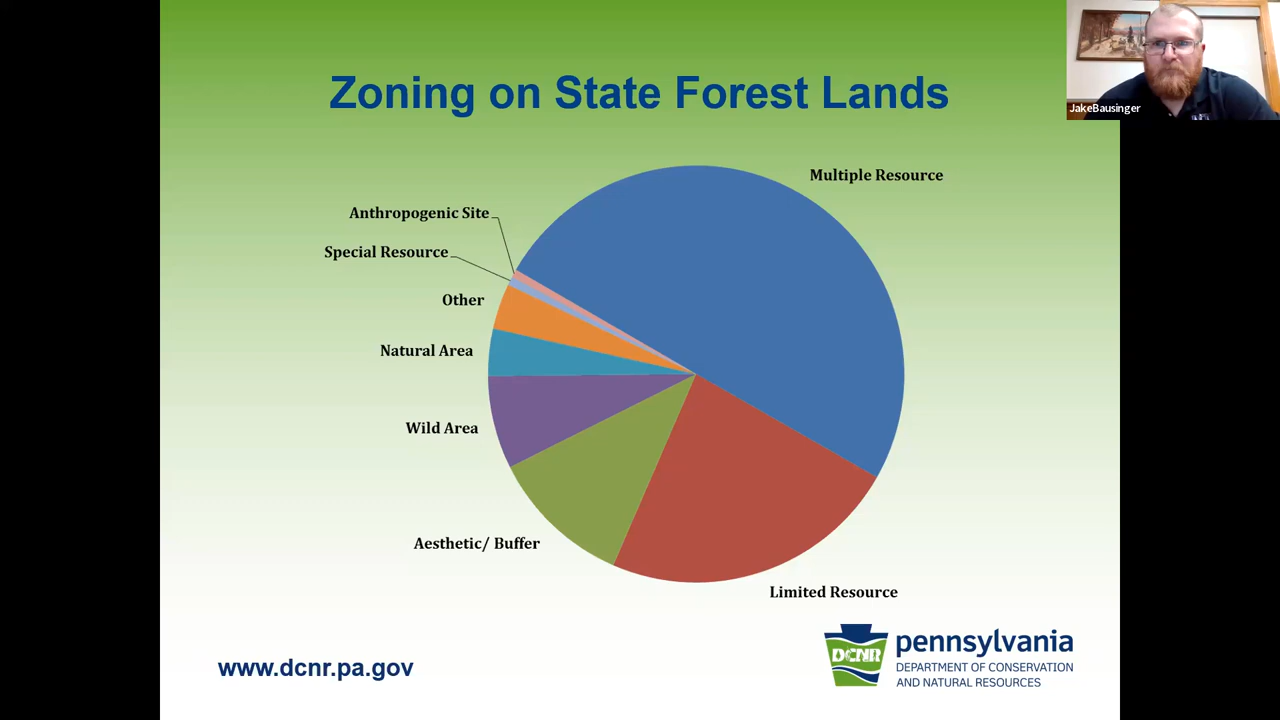 JakeBausinger
Zoning on State Forest Lands
Multiple Resource
Anthropogenic Site
Special Resource
Other
Natural Area
Wild Area
Aesthetic/ Buffer
Limited Resource
www.dcnr.pa.gov
DCNR
pennsylvania
DEPARTMENT OF CONSERVATION
AND NATURAL RESOURCES